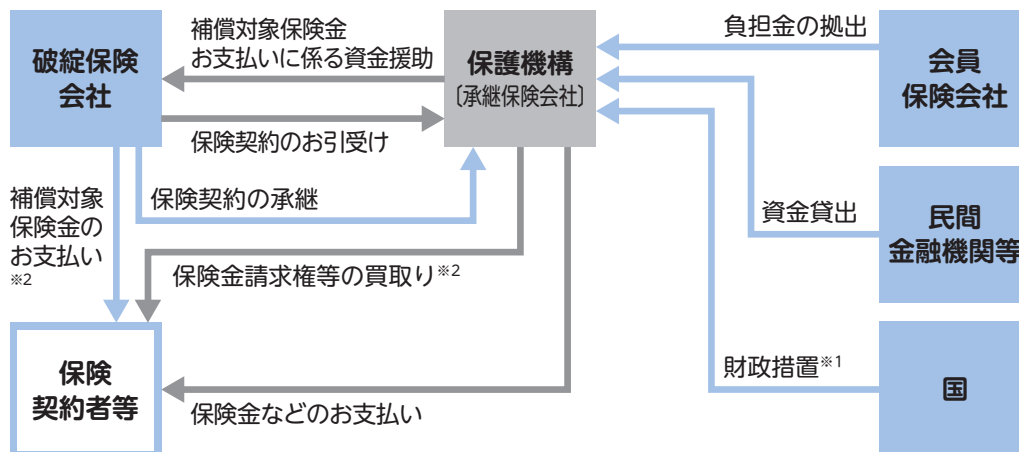 破綻保険
会社
補償対象保険金
お支払いに係る資金援助
保護機構
〔承継保険会社〕
負担金の拠出
会員
保険会社
保険契約のお引受け
補償対象
保険金の
お支払い
※2
保険契約の承継
資金貸出
民間
金融機関等
保険金請求権等の買取り※2
保険
契約者等
保険金などのお支払い
財政措置※1
国